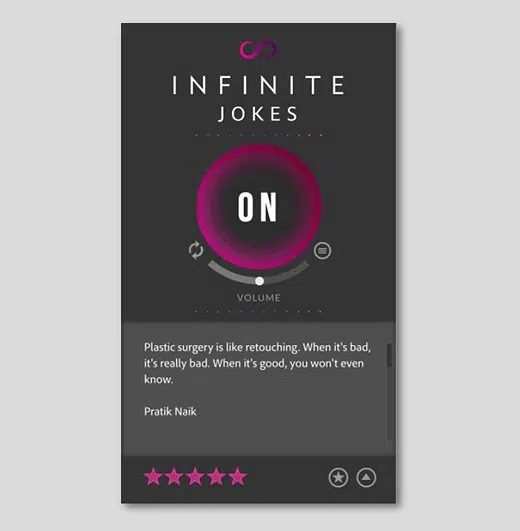 INFINITE
JOKES
ON
VOLUME
Plastic surgery is like retouching. When it's bad,
it's really bad. When it's good, you won't even
know.
Pratik Naik